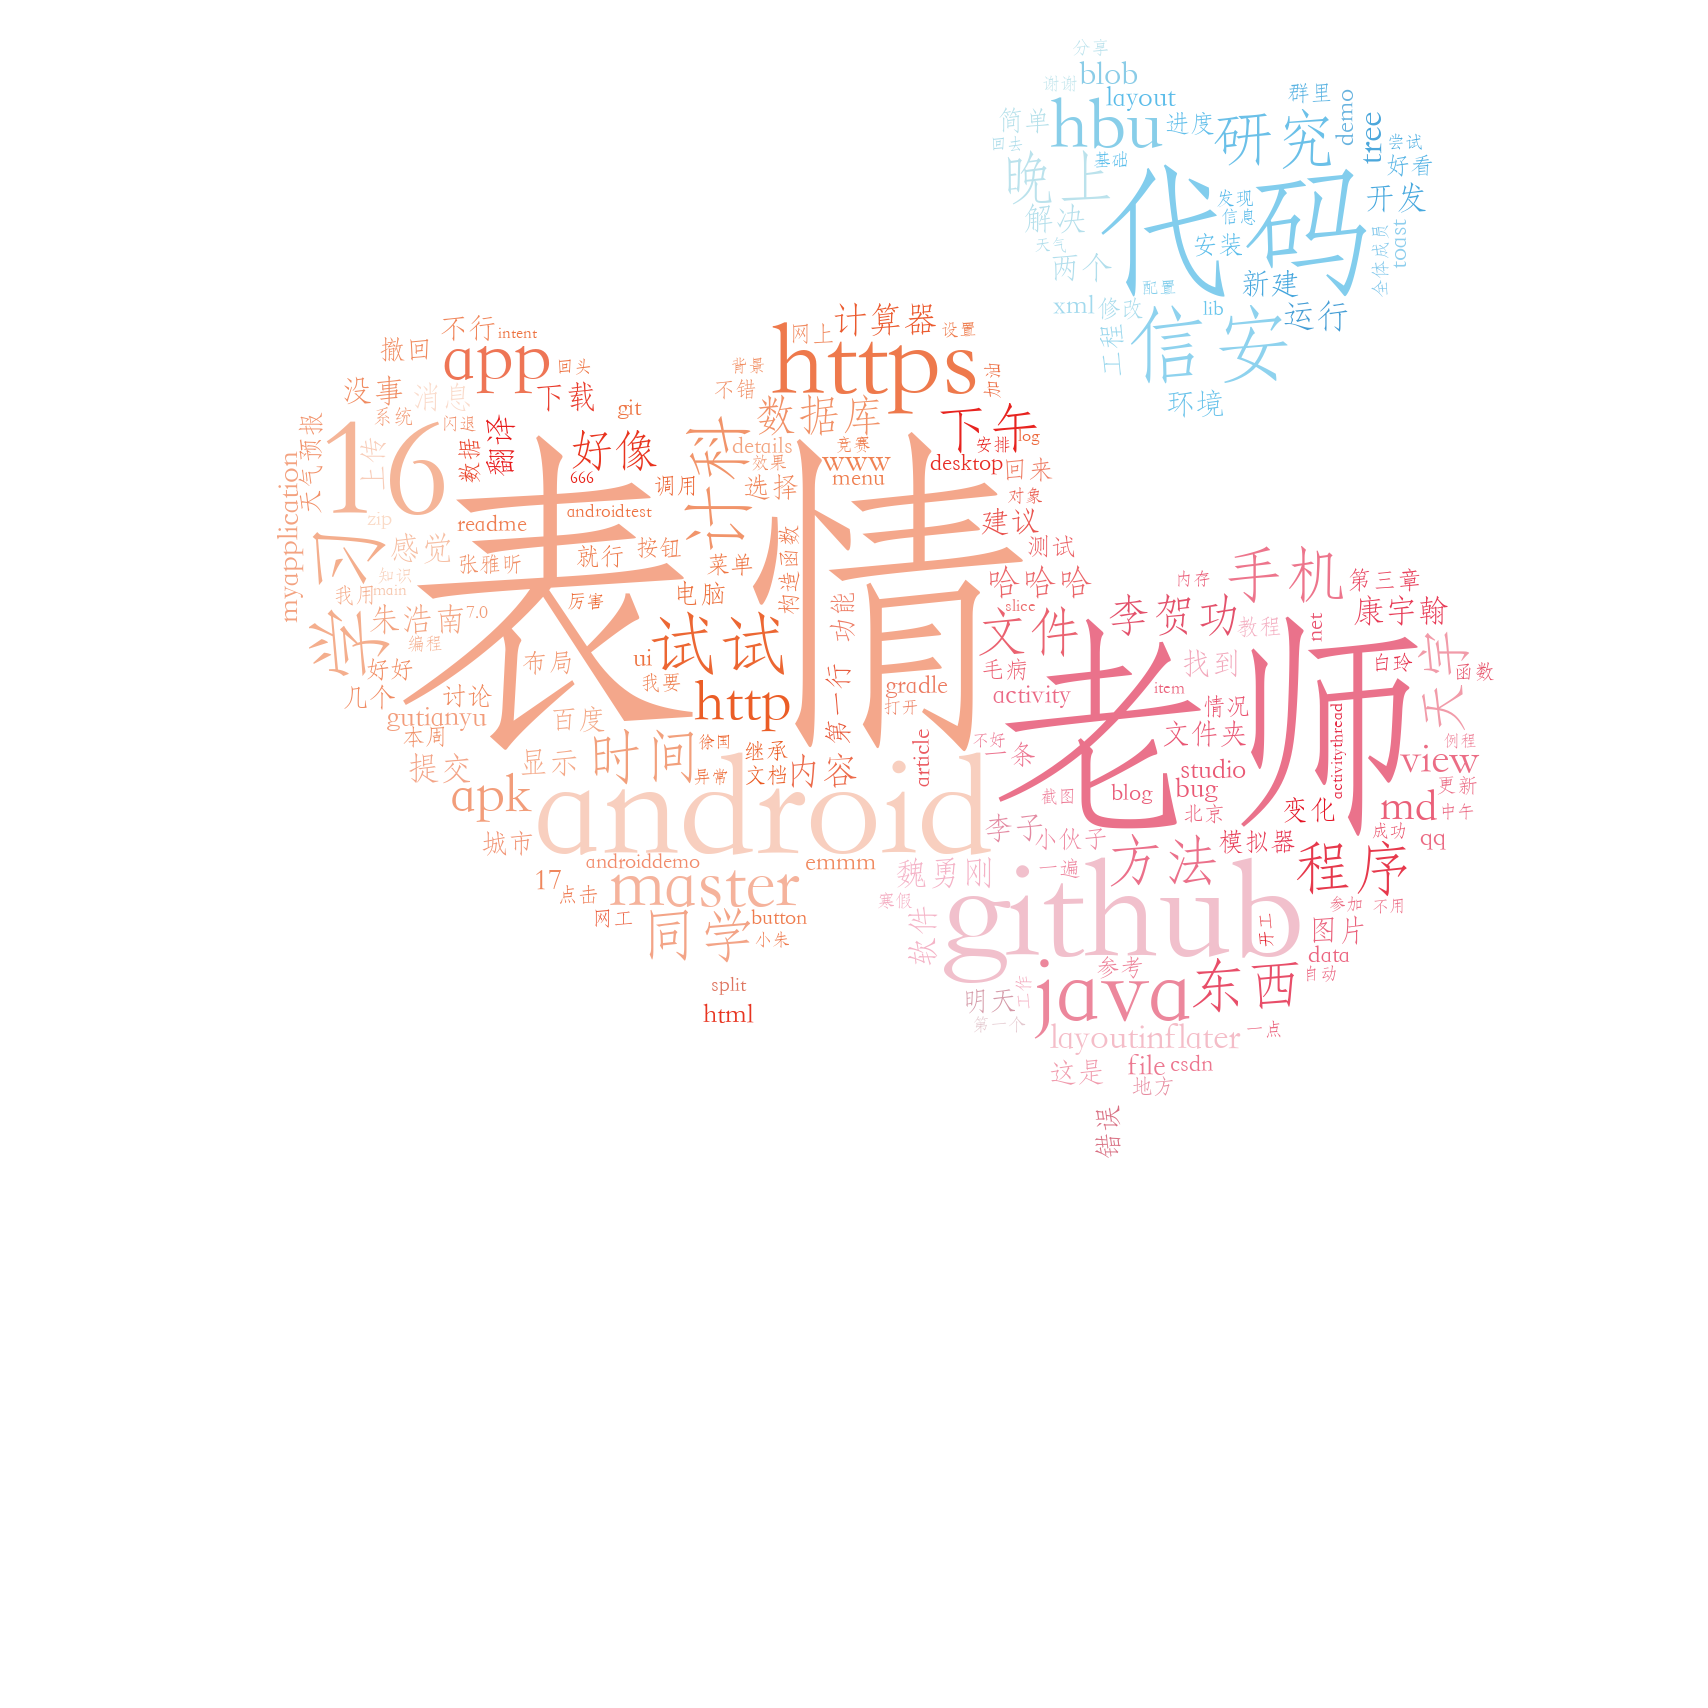 分享
谢谢
blob
layout
群里
demo
简单
hbu
进度
研究
tree
尝试
回去
基础
好看
晚上
代码
发现
信息
开发
解决
天气
安装
全体成员
toast
两个
配置
新建
xml
修改
lib
运行
工程
信安
环境
不行
intent
撤回
app
回头
没事
消息
下载
系统
闪退
git
16
天气预报
上传
数据
翻译
好像
666
myapplication
zip
readme
androidtest
调用
学习
感觉
张雅昕
就行
按钮
知识
main
我用
朱浩南
7.0
厉害
编程
好好
几个
讨论
布局
ui
我要
gutianyu
本周
百度
提交
显示
时间
apk
表情
试试
http
网上
计算器
设置
https
背景
不错
加油
数据库
下午
计科
details
竞赛
安排
log
效果
www
desktop
menu
选择
回来
对象
建议
菜单
电脑
构造函数
功能
测试
第一行
gradle
打开
徐国
继承
异常
文档
内容
article
android
城市
androiddemo
emmm
17
点击
master
网工
同学
button
小朱
split
html
哈哈哈
slice
文件
毛病
activity
不好
一条
内存
手机
第三章
李贺功
教程
net
康宇翰
找到
白玲
天宇
函数
item
情况
文件夹
老师
activitythread
例程
studio
view
更新
截图
blog
bug
北京
变化
md
中午
李子
小伙子
模拟器
成功
qq
魏勇刚
一遍
方法
程序
寒假
github
参加
不用
软件
开工
图片
data
参考
东西
自动
明天
工作
java
第一个
layoutinflater
一点
这是
file
csdn
地方
错误